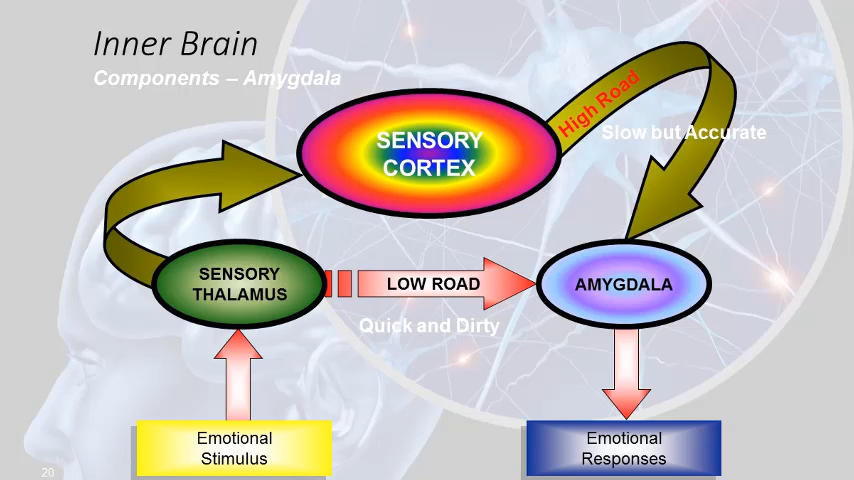 Inner Brain
Components – Amygdala
High Road
SENSORY
CORTEX
Slow but Accurate
SENSORY
THALAMUS
LOW ROAD
AMYGDALA
Quick and Dirty
Emotional
Stimulus
Emotional
Responses
20